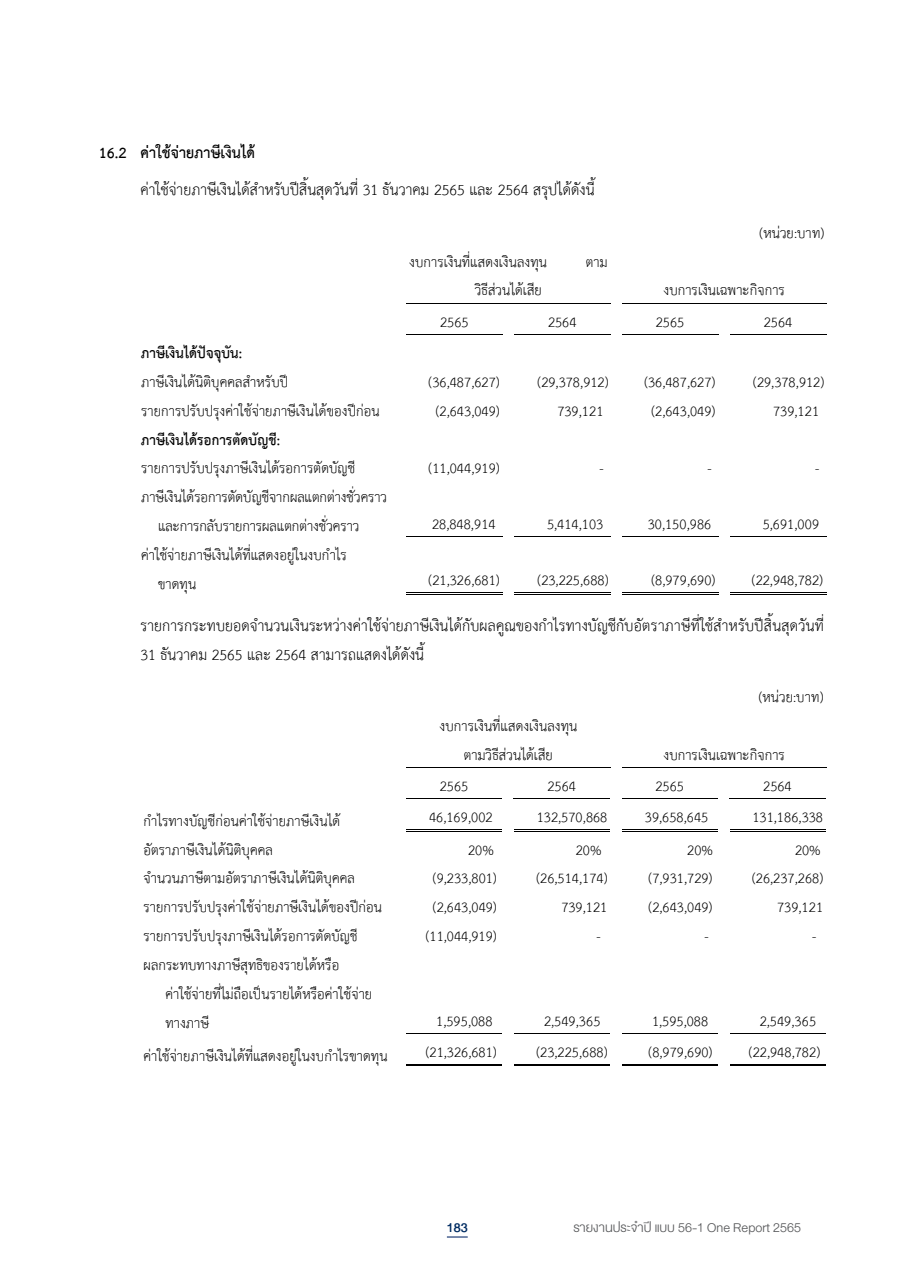 16.2 ค่าใช้จ่ายภาษีเงินได้
ค่าใช้จ่ายภาษีเงินได้สำหรับปีสิ้นสุดวันที่ 31 ธันวาคม 2565 และ 2564 สรุปได้ดังนี้
(หน่วย:บาท)
งบการเงินที่แสดงเงินลงทุน ตาม
วิธีส่วนได้เสีย งบการเงินเฉพาะกิจการ
2565 2564 2565 2564
ภาษีเงินได้ปัจจุบัน:
ภาษีเงินได้นิติบุคคลสำหรับปี (36,487,627) (29,378,912) (36,487,627) (29,378,912)
รายการปรับปรุงค่าใช้จ่ายภาษีเงินได้ของปีก่อน (2,643,049) 739,121 (2,643,049) 739,121
ภาษีเงินได้รอการตัดบัญชี:
รายการปรับปรุงภาษีเงินได้รอการตัดบัญชี (11,044,919) - - -
ภาษีเงินได้รอการตัดบัญชีจากผลแตกต่างชั่วคราว
และการกลับรายการผลแตกต่างชั่วคราว 28,848,914 5,414,103 30,150,986 5,691,009
ค่าใช้จ่ายภาษีเงินได้ที่แสดงอยู่ในงบกำไร
ขาดทุน (21,326,681) (23,225,688) (8,979,690) (22,948,782)
รายการกระทบยอดจำนวนเงินระหว่างค่าใช้จ่ายภาษีเงินได้กับผลคูณของกำไรทางบัญชีกับอัตราภาษีที่ใช้สำหรับปีสิ้นสุดวันที่
31 ธันวาคม 2565 และ 2564 สามารถแสดงได้ดังนี้
(หน่วย:บาท)
งบการเงินที่แสดงเงินลงทุน
ตามวิธีส่วนได้เสีย งบการเงินเฉพาะกิจการ
2565 2564 2565 2564
กำไรทางบัญชีก่อนค่าใช้จ่ายภาษีเงินได้ 46,169,002 132,570,868 39,658,645 131,186,338
อัตราภาษีเงินได้นิติบุคคล 20% 20% 20% 20%
จำนวนภาษีตามอัตราภาษีเงินได้นิติบุคคล (9,233,801) (26,514,174) (7,931,729) (26,237,268)
รายการปรับปรุงค่าใช้จ่ายภาษีเงินได้ของปีก่อน (2,643,049) 739,121 (2,643,049) 739,121
รายการปรับปรุงภาษีเงินได้รอการตัดบัญชี (11,044,919) - - -
ผลกระทบทางภาษีสุทธิของรายได้หรือ
ค่าใช้จ่ายที่ไม่ถือเป็นรายได้หรือค่าใช้จ่าย
ทางภาษี 1,595,088 2,549,365 1,595,088 2,549,365
ค่าใช้จ่ายภาษีเงินได้ที่แสดงอยู่ในงบกำไรขาดทุน (21,326,681) (23,225,688) (8,979,690) (22,948,782)
183 รายงานประจำปี แบบ 56-1 One Report 2565